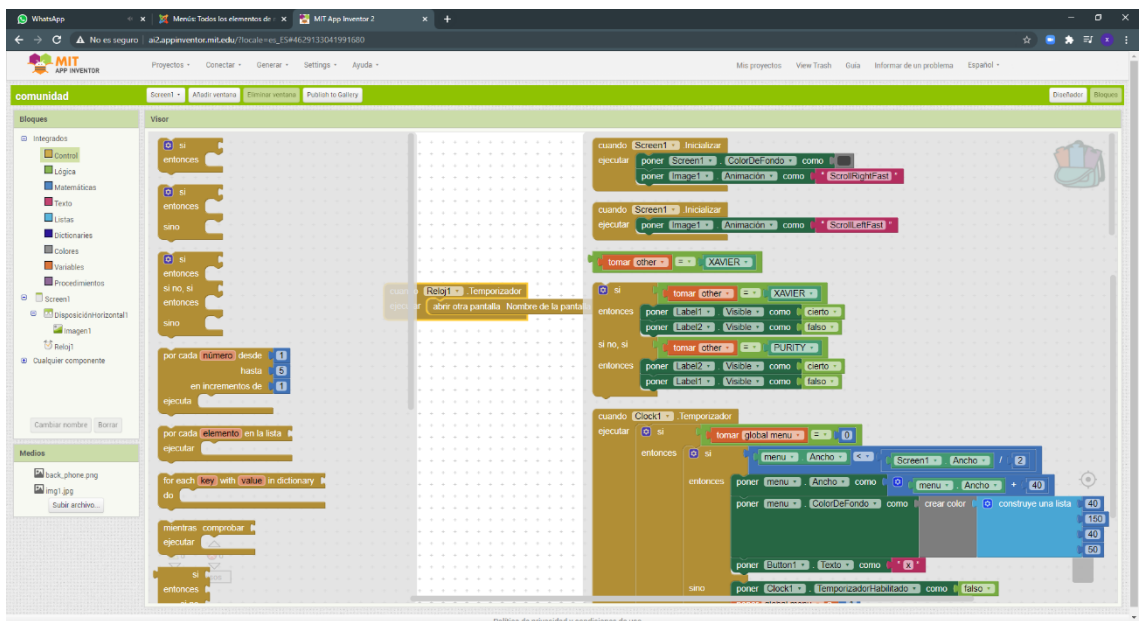 WhatsApp
Menús: Todos los elementos de
MIT App Inventor 2
No es seguro | ai2.appinventor.mit.edu/?locale=es_ES#4629133041991680
MIT
APP INVENTOR
Proyectos
Conectar
Generar
Settings
Ayuda
Mis proyectos
View Trash
Guía
Informar de un problema
Español
comunidad
Screen1
Añadir ventana
Eliminar ventana
Publish to Gallery
Diseñador
Bloques
Bloques
Integrados
Control
Lógica
Matemáticas
Texto
Listas
Dictionaries
Colores
Variables
Procedimientos
Screen1
DisposiciónHorizontal1
Imagen1
Reloj1
Cualquier componente
Cambiar nombre
Borrar
Medios
back_phone.png
img1.jpg
Subir archivo...
Visor
si
entonces
si
entonces
sino
si
entonces
si no, si
entonces
sino
por cada número desde 1
hasta 5
en incrementos de 1
ejecuta
por cada elemento en la lista
ejecutar
for each key with value in dictionary
do
mientras comprobar
ejecutar
si
entonces
Reloj1 .Temporizador
abrir otra pantalla Nombre de la pantal
cuando Screen1 .Inicializar
ejecutar poner Screen1 . ColorDeFondo como
poner Image1 . Animación como " ScrollRightFast "
cuando Screen1 .Inicializar
ejecutar poner Image1 . Animación como " ScrollLeftFast "
tomar other = XAVIER
si tomar other = XAVIER
entonces poner Label1 . Visible como cierto
poner Label2 . Visible como falso
si no, si tomar other = PURITY
entonces poner Label2 . Visible como cierto
poner Label1 . Visible como falso
cuando Clock1 .Temporizador
ejecutar si tomar global menu = 0
entonces si menu . Ancho < Screen1 . Ancho / 2
entonces poner menu . Ancho como menu . Ancho + 40
poner menu . ColorDeFondo como crear color construye una lista 40
150
40
50
poner Button1 . Texto como " x "
sino poner Clock1 . TemporizadorHabilitado como falso
Política de privacidad y condiciones de uso